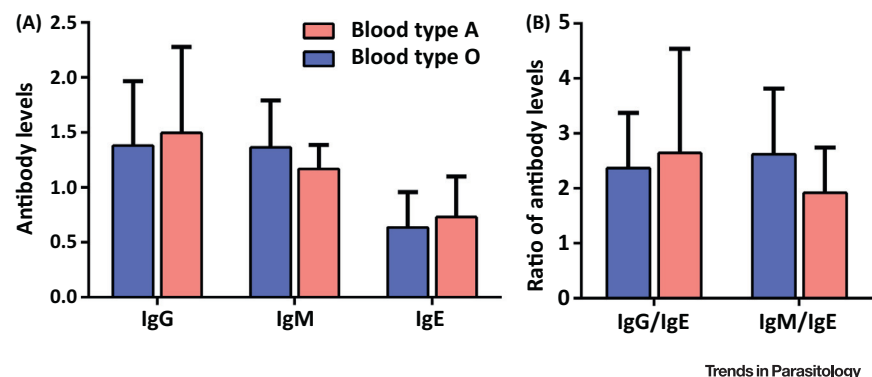 (A)
Antibody levels
2.5
2.0
1.5
1.0
0.5
0.0
IgG
IgM
IgE
Blood type A
Blood type O
(B)
Ratio of antibody levels
5
4
3
2
1
0
IgG/IgE
IgM/IgE
Trends in Parasitology